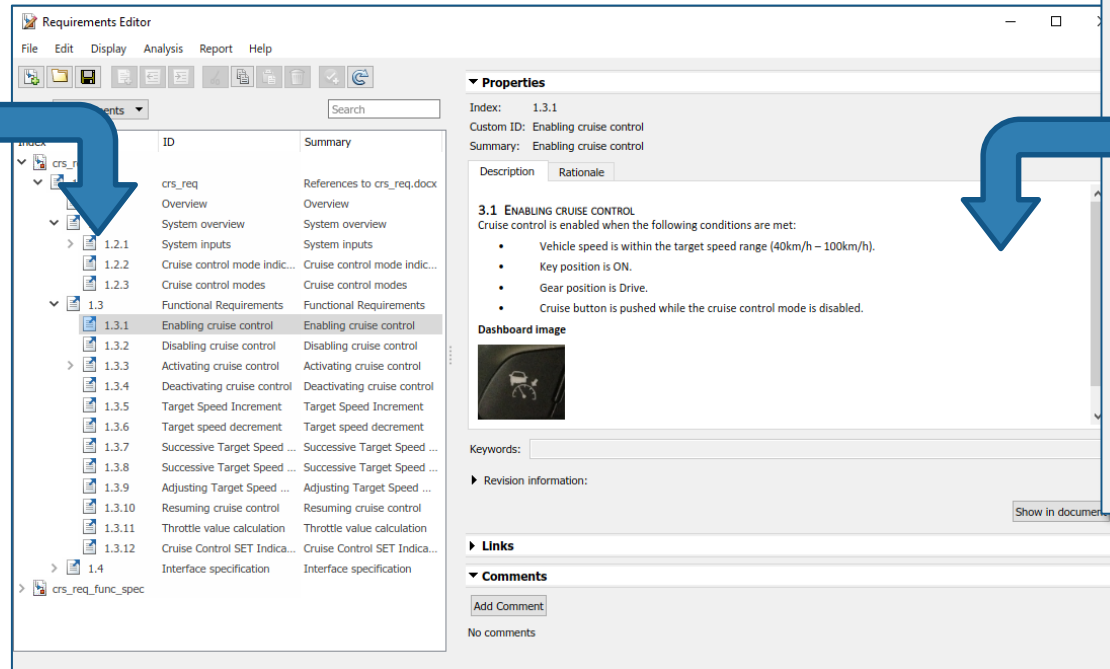 Requirements Editor
File Edit Display Analysis Report Help
Search
ID Summary
crs_req References to crs_req.docx
Overview Overview
System overview System overview
1.2.1 System inputs System inputs
1.2.2 Cruise control mode indic... Cruise control mode indic...
1.2.3 Cruise control modes Cruise control modes
1.3 Functional Requirements Functional Requirements
1.3.1 Enabling cruise control Enabling cruise control
1.3.2 Disabling cruise control Disabling cruise control
1.3.3 Activating cruise control Activating cruise control
1.3.4 Deactivating cruise control Deactivating cruise control
1.3.5 Target Speed Increment Target Speed Increment
1.3.6 Target speed decrement Target speed decrement
1.3.7 Successive Target Speed ... Successive Target Speed ...
1.3.8 Successive Target Speed ... Successive Target Speed ...
1.3.9 Adjusting Target Speed ... Adjusting Target Speed ...
1.3.10 Resuming cruise control Resuming cruise control
1.3.11 Throttle value calculation Throttle value calculation
1.3.12 Cruise Control SET Indica... Cruise Control SET Indica...
1.4 Interface specification Interface specification
crs_req_func_spec
Properties
Index: 1.3.1
Custom ID: Enabling cruise control
Summary: Enabling cruise control
Description Rationale
3.1 ENABLING CRUISE CONTROL
Cruise control is enabled when the following conditions are met:
• Vehicle speed is within the target speed range (40km/h – 100km/h).
• Key position is ON.
• Gear position is Drive.
• Cruise button is pushed while the cruise control mode is disabled.
Dashboard image
Keywords:
Revision information:
Show in document
Links
Comments
Add Comment
No comments